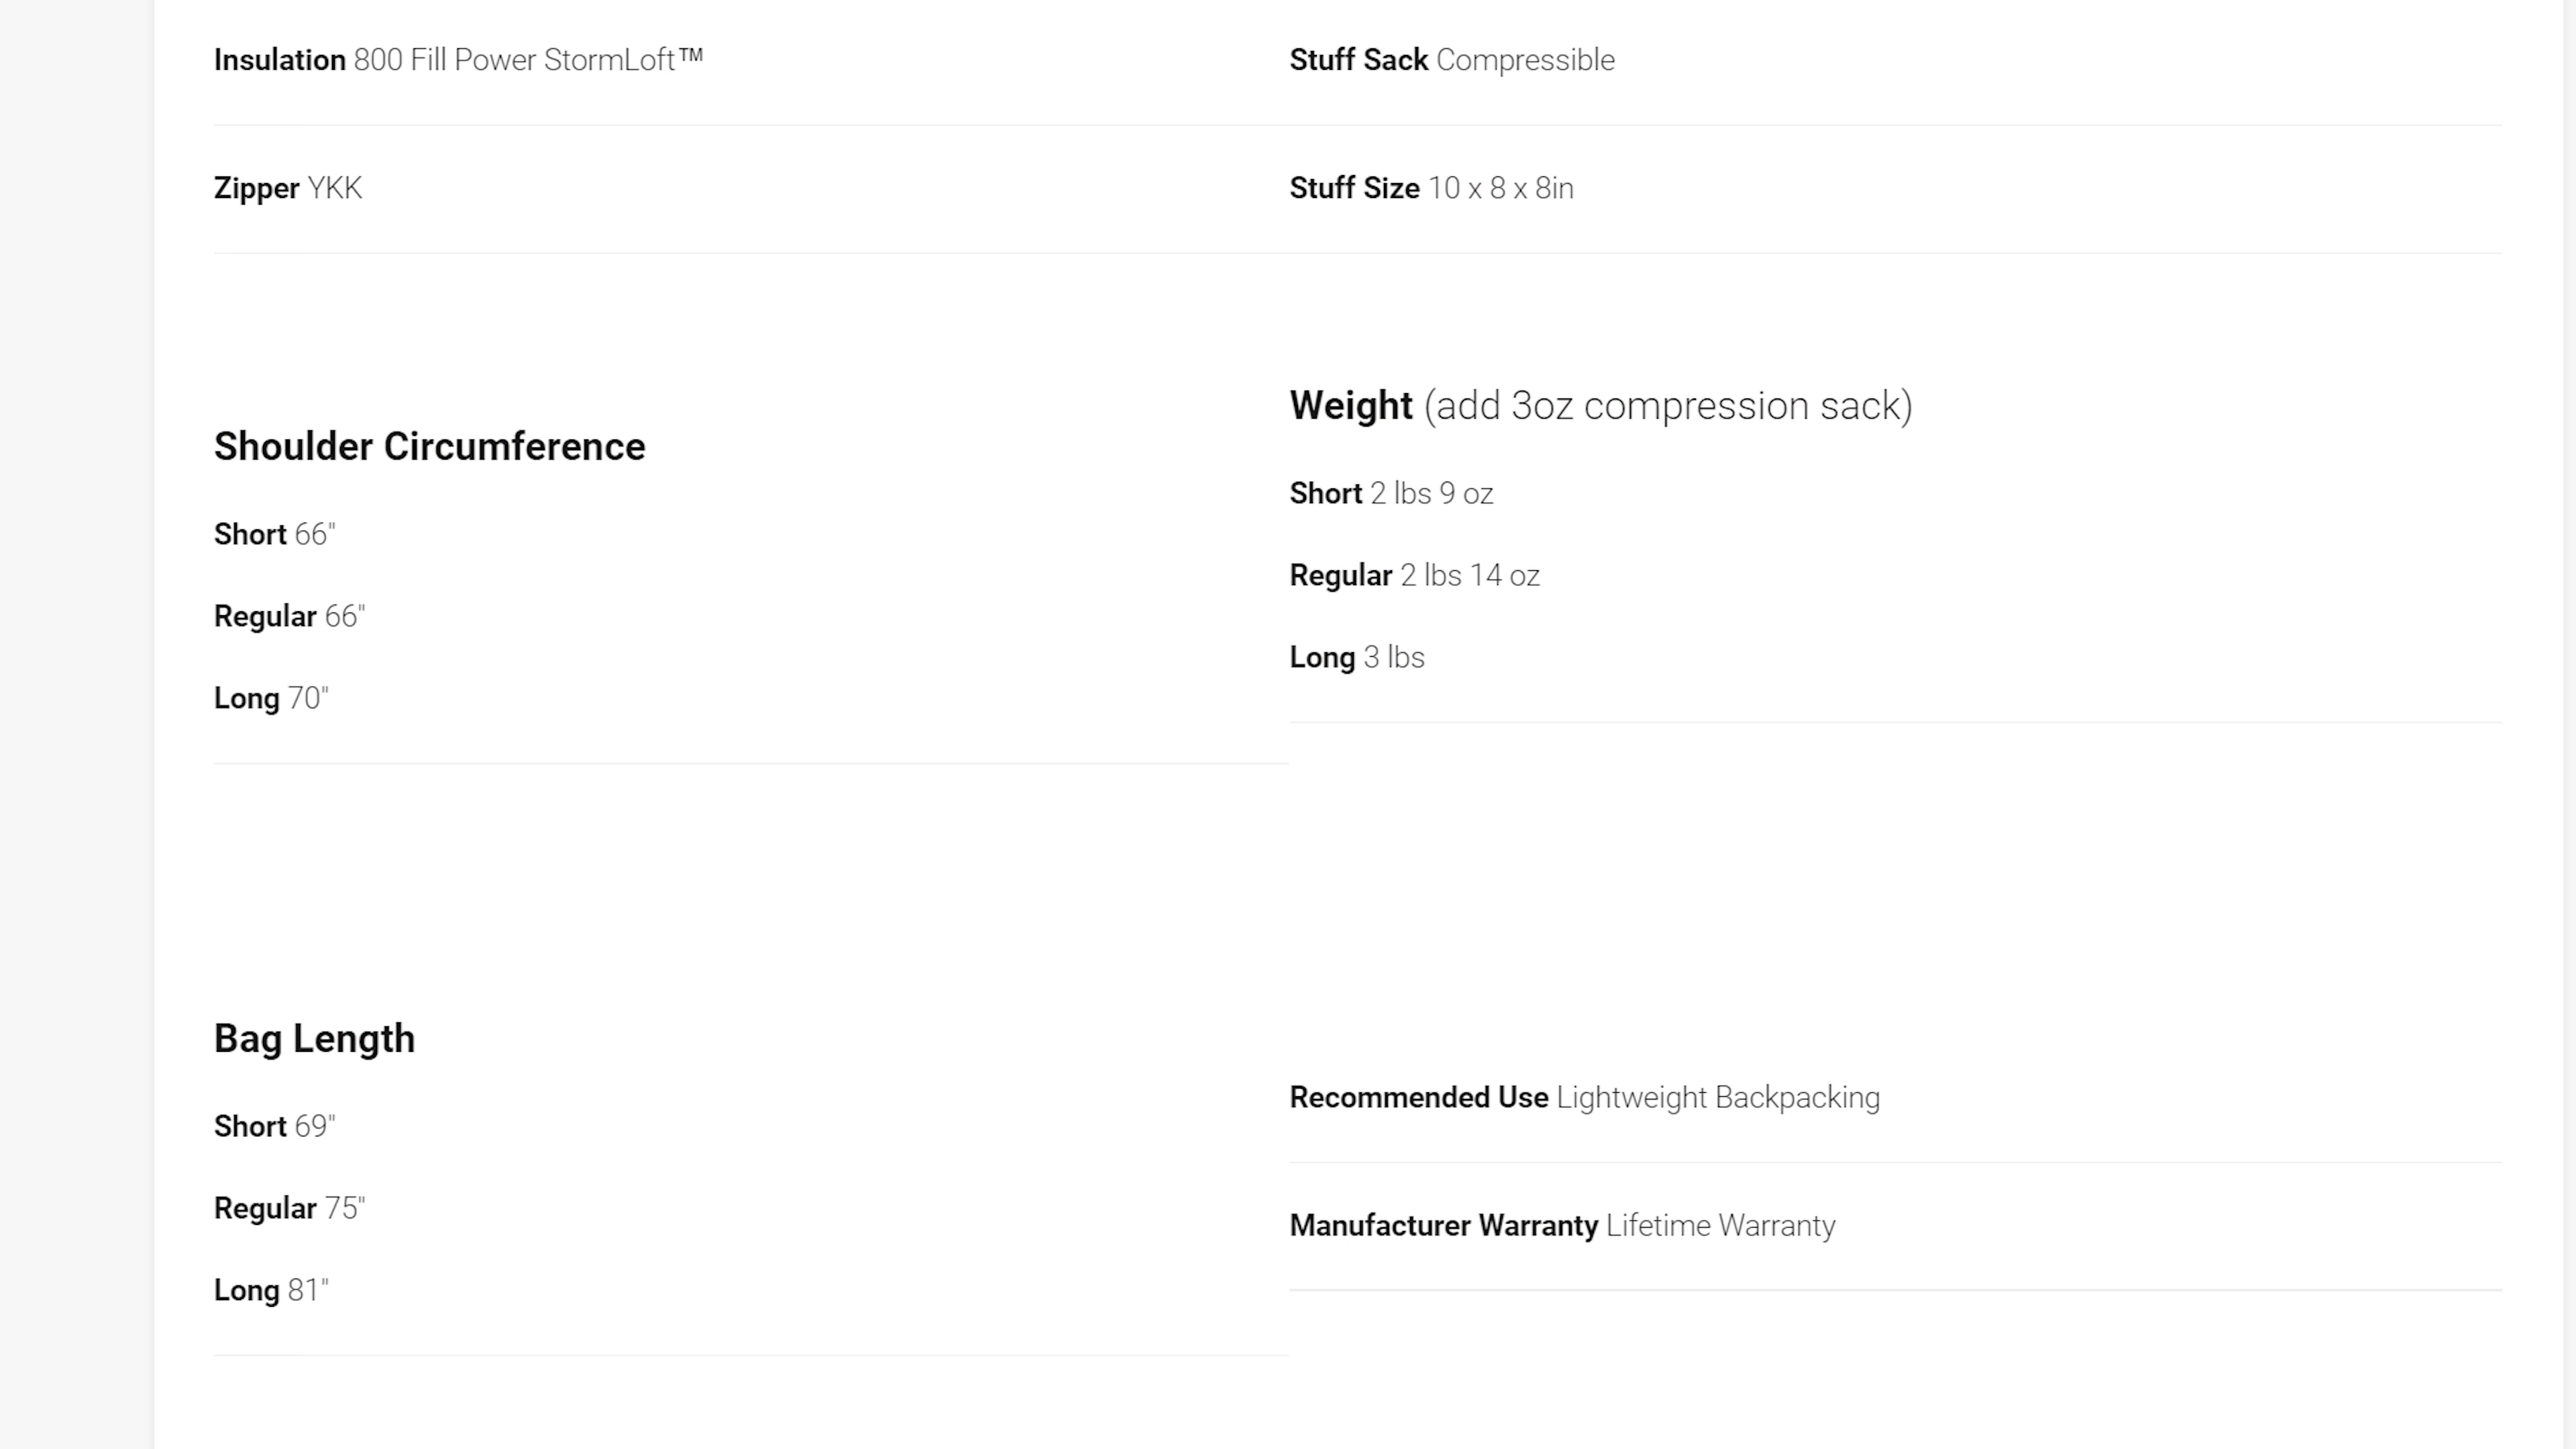 Insulation 800 Fill Power StormLoft™
Stuff Sack Compressible
Zipper YKK
Stuff Size 10 x 8 x 8in
Shoulder Circumference
Short 66"
Regular 66"
Long 70"
Weight (add 3oz compression sack)
Short 2 lbs 9 oz
Regular 2 lbs 14 oz
Long 3 lbs
Bag Length
Short 69"
Regular 75"
Long 81"
Recommended Use Lightweight Backpacking
Manufacturer Warranty Lifetime Warranty